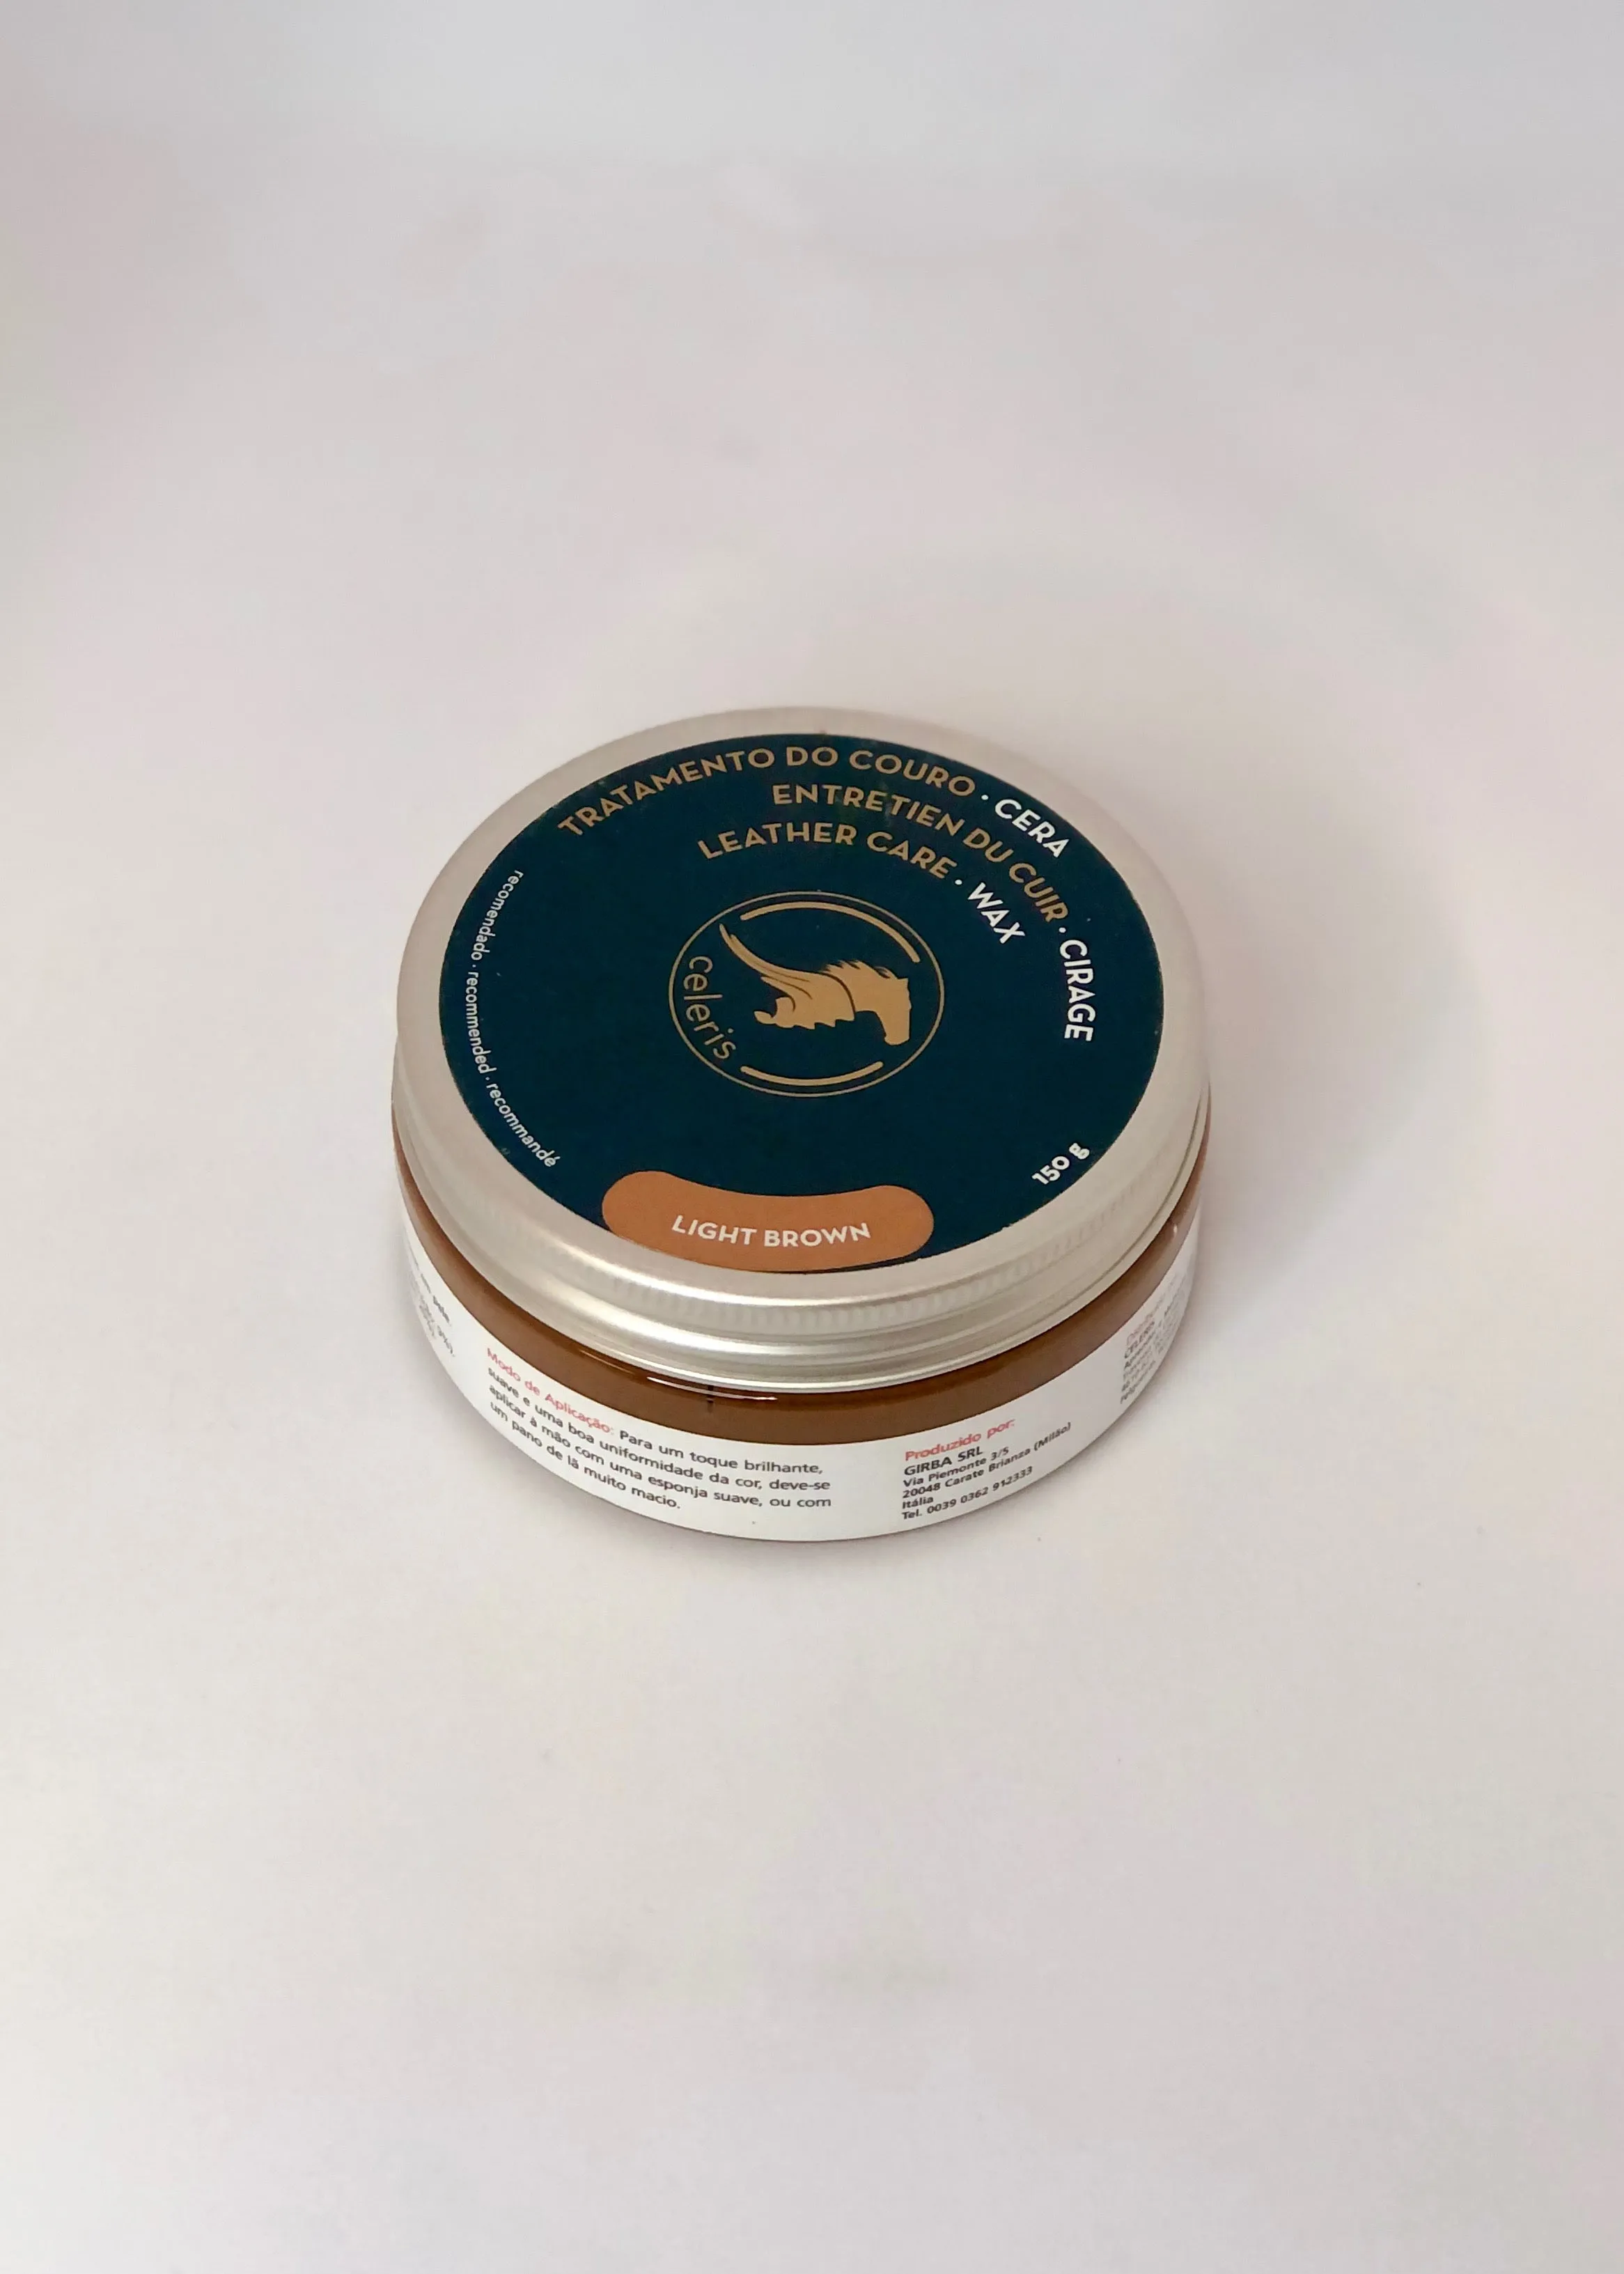 TRATAMENTO DO COURO · CERA
ENTRETIEN DU CUIR · CIRAGE
LEATHER CARE · WAX
celeris
recomendado · recommended · recommandé
150 g
LIGHT BROWN
Modo de Aplicação: Para um toque brilhante,
suave e uma boa uniformidade da cor, deve-se
aplicar à mão com uma esponja suave, ou com
um pano de lã muito macio.
Produzido por:
GIRBA SRL
Via Piemonte 3/5
20048 Carate Brianza (Milão)
Itália
Tel. 0039 0362 912333
CELERIS